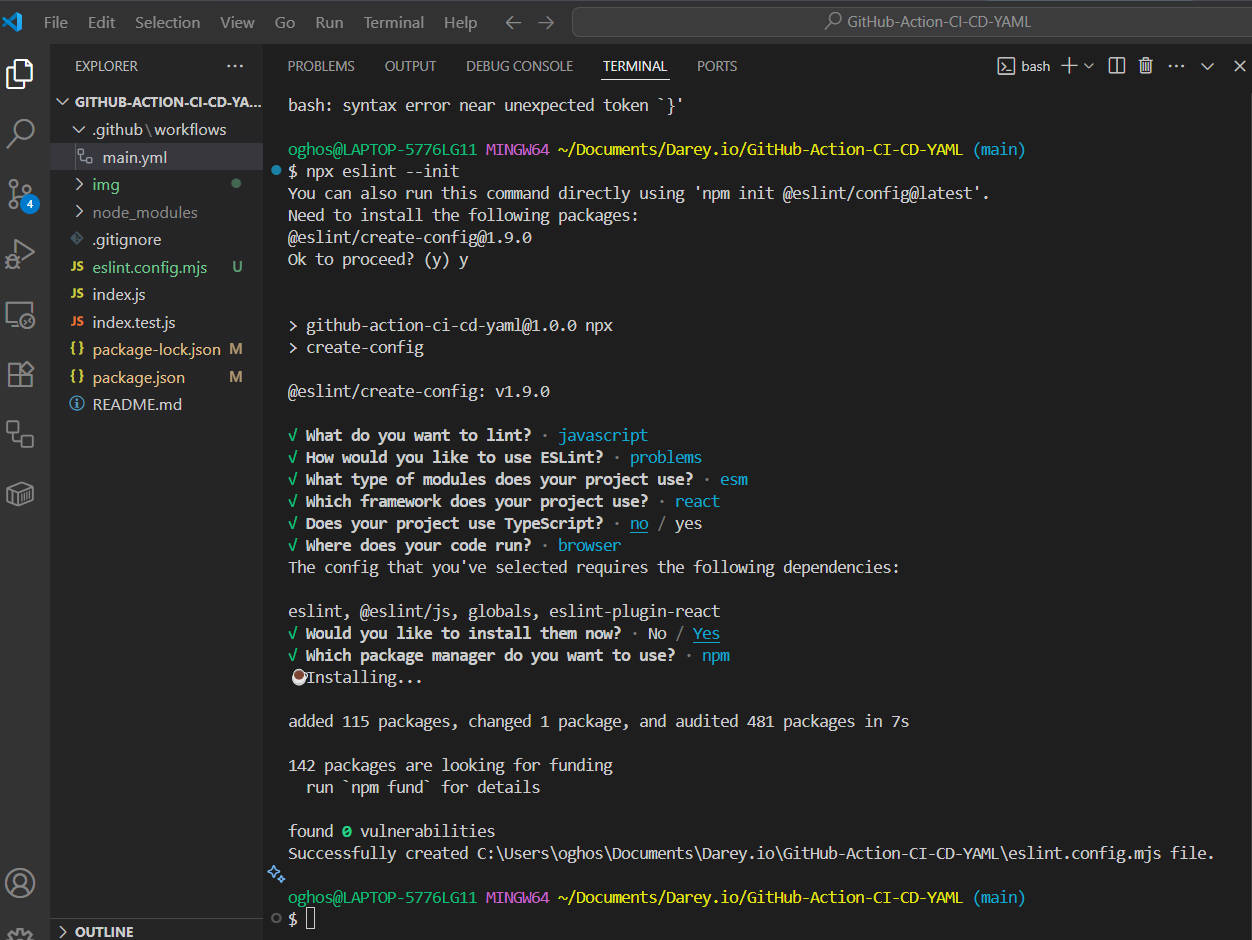 File Edit Selection View Go Run Terminal Help GitHub-Action-CI-CD-YAML
EXPLORER
GITHUB-ACTION-CI-CD-YA...
.github\workflows
main.yml
img
node_modules
.gitignore
JS eslint.config.mjs U
JS index.js
JS index.test.js
{} package-lock.json M
{} package.json M
README.md
OUTLINE
4
PROBLEMS OUTPUT DEBUG CONSOLE TERMINAL PORTS bash
bash: syntax error near unexpected token `}'
oghos@LAPTOP-5776LG11 MINGW64 ~/Documents/Darey.io/GitHub-Action-CI-CD-YAML (main)
$ npx eslint --init
You can also run this command directly using 'npm init @eslint/config@latest'.
Need to install the following packages:
@eslint/create-config@1.9.0
Ok to proceed? (y) y
> github-action-ci-cd-yaml@1.0.0 npx
> create-config
@eslint/create-config: v1.9.0
√ What do you want to lint? · javascript
√ How would you like to use ESLint? · problems
√ What type of modules does your project use? · esm
√ Which framework does your project use? · react
√ Does your project use TypeScript? · no / yes
√ Where does your code run? · browser
The config that you've selected requires the following dependencies:
eslint, @eslint/js, globals, eslint-plugin-react
√ Would you like to install them now? · No / Yes
√ Which package manager do you want to use? · npm
☕Installing...
added 115 packages, changed 1 package, and audited 481 packages in 7s
142 packages are looking for funding
run `npm fund` for details
found 0 vulnerabilities
Successfully created C:\Users\oghos\Documents\Darey.io\GitHub-Action-CI-CD-YAML\eslint.config.mjs file.
oghos@LAPTOP-5776LG11 MINGW64 ~/Documents/Darey.io/GitHub-Action-CI-CD-YAML (main)
$